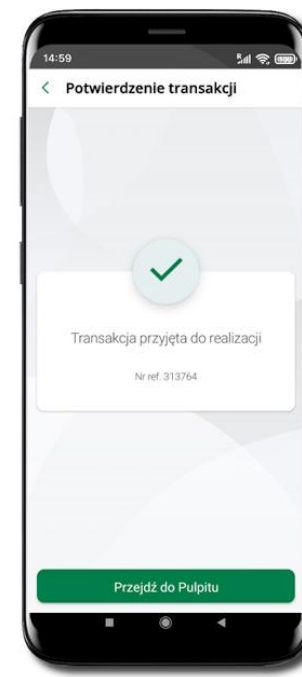 14:59
Potwierdzenie transakcji
Transakcja przyjęta do realizacji
Nr ref. 313764
Przejdź do Pulpitu